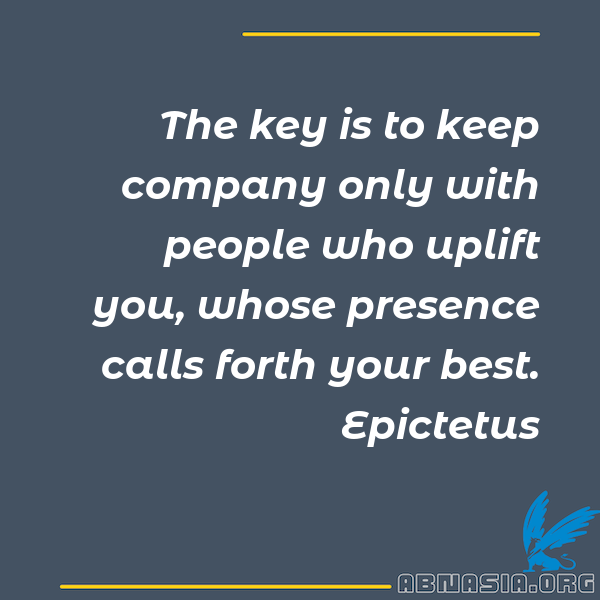 The key is to keep
company only with
people who uplift
you, whose presence
calls forth your best.
Epictetus
ABNASIA.ORG